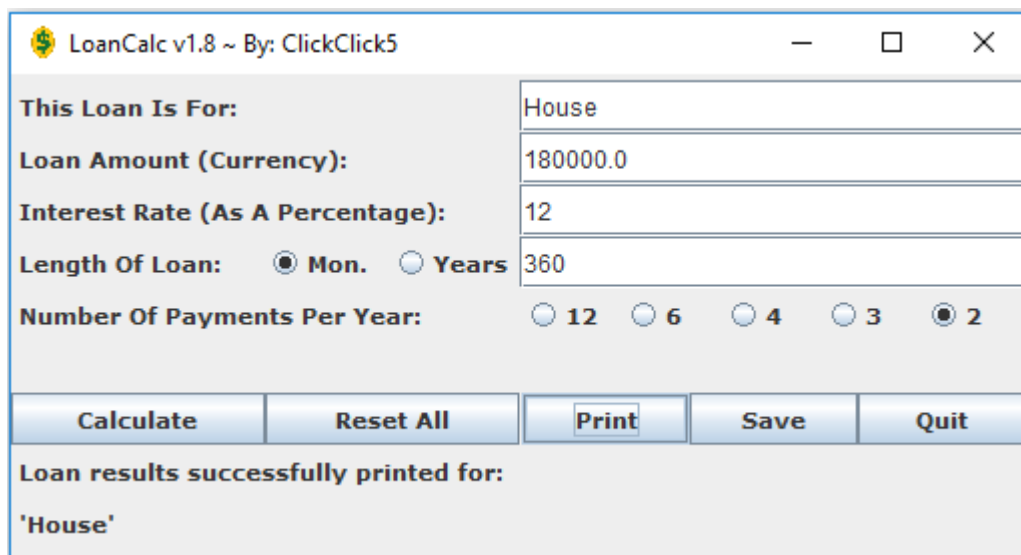 LoanCalc v1.8 ~ By: ClickClick5
This Loan Is For: House
Loan Amount (Currency): 180000.0
Interest Rate (As A Percentage): 12
Length Of Loan: Mon. Years 360
Number Of Payments Per Year: 12 6 4 3 2
Calculate Reset All Print Save Quit
Loan results successfully printed for:
'House'